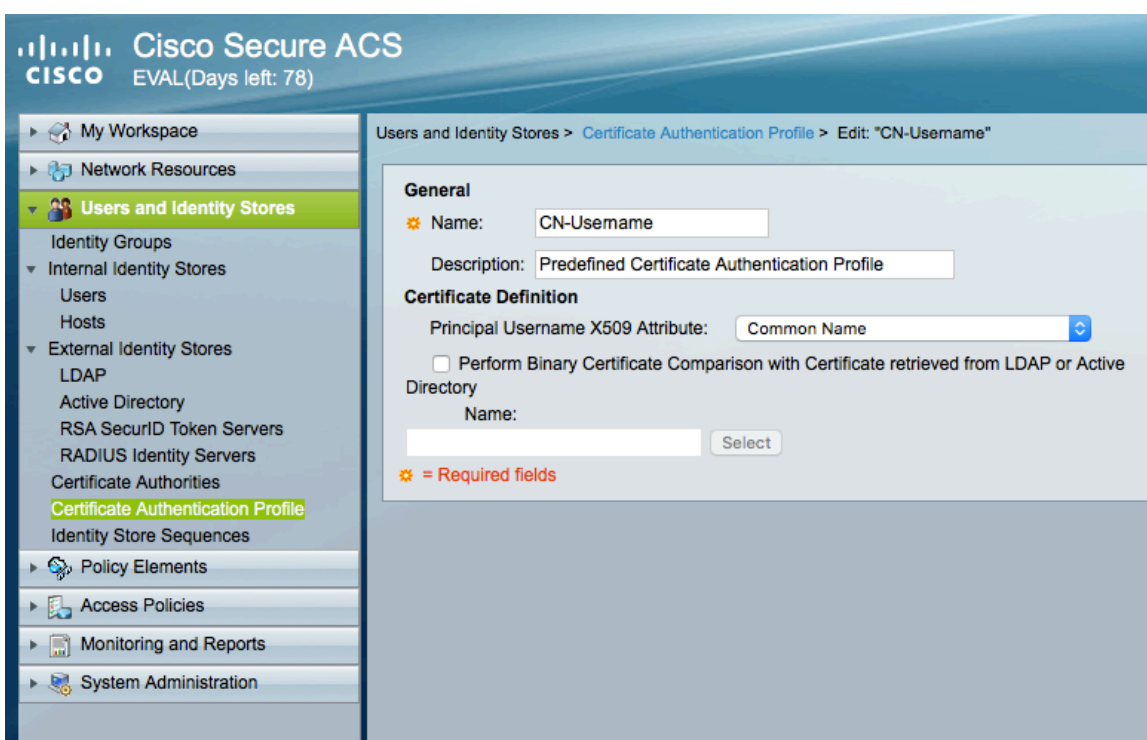 Cisco Secure ACS
CISCO
EVAL(Days left: 78)
My Workspace
Network Resources
Users and Identity Stores
Identity Groups
Internal Identity Stores
Users
Hosts
External Identity Stores
LDAP
Active Directory
RSA SecurID Token Servers
RADIUS Identity Servers
Certificate Authorities
Certificate Authentication Profile
Identity Store Sequences
Policy Elements
Access Policies
Monitoring and Reports
System Administration
Users and Identity Stores > Certificate Authentication Profile > Edit: "CN-Username"
General
Name: CN-Username
Description: Predefined Certificate Authentication Profile
Certificate Definition
Principal Username X509 Attribute: Common Name
Perform Binary Certificate Comparison with Certificate retrieved from LDAP or Active
Directory
Name:
Select
= Required fields